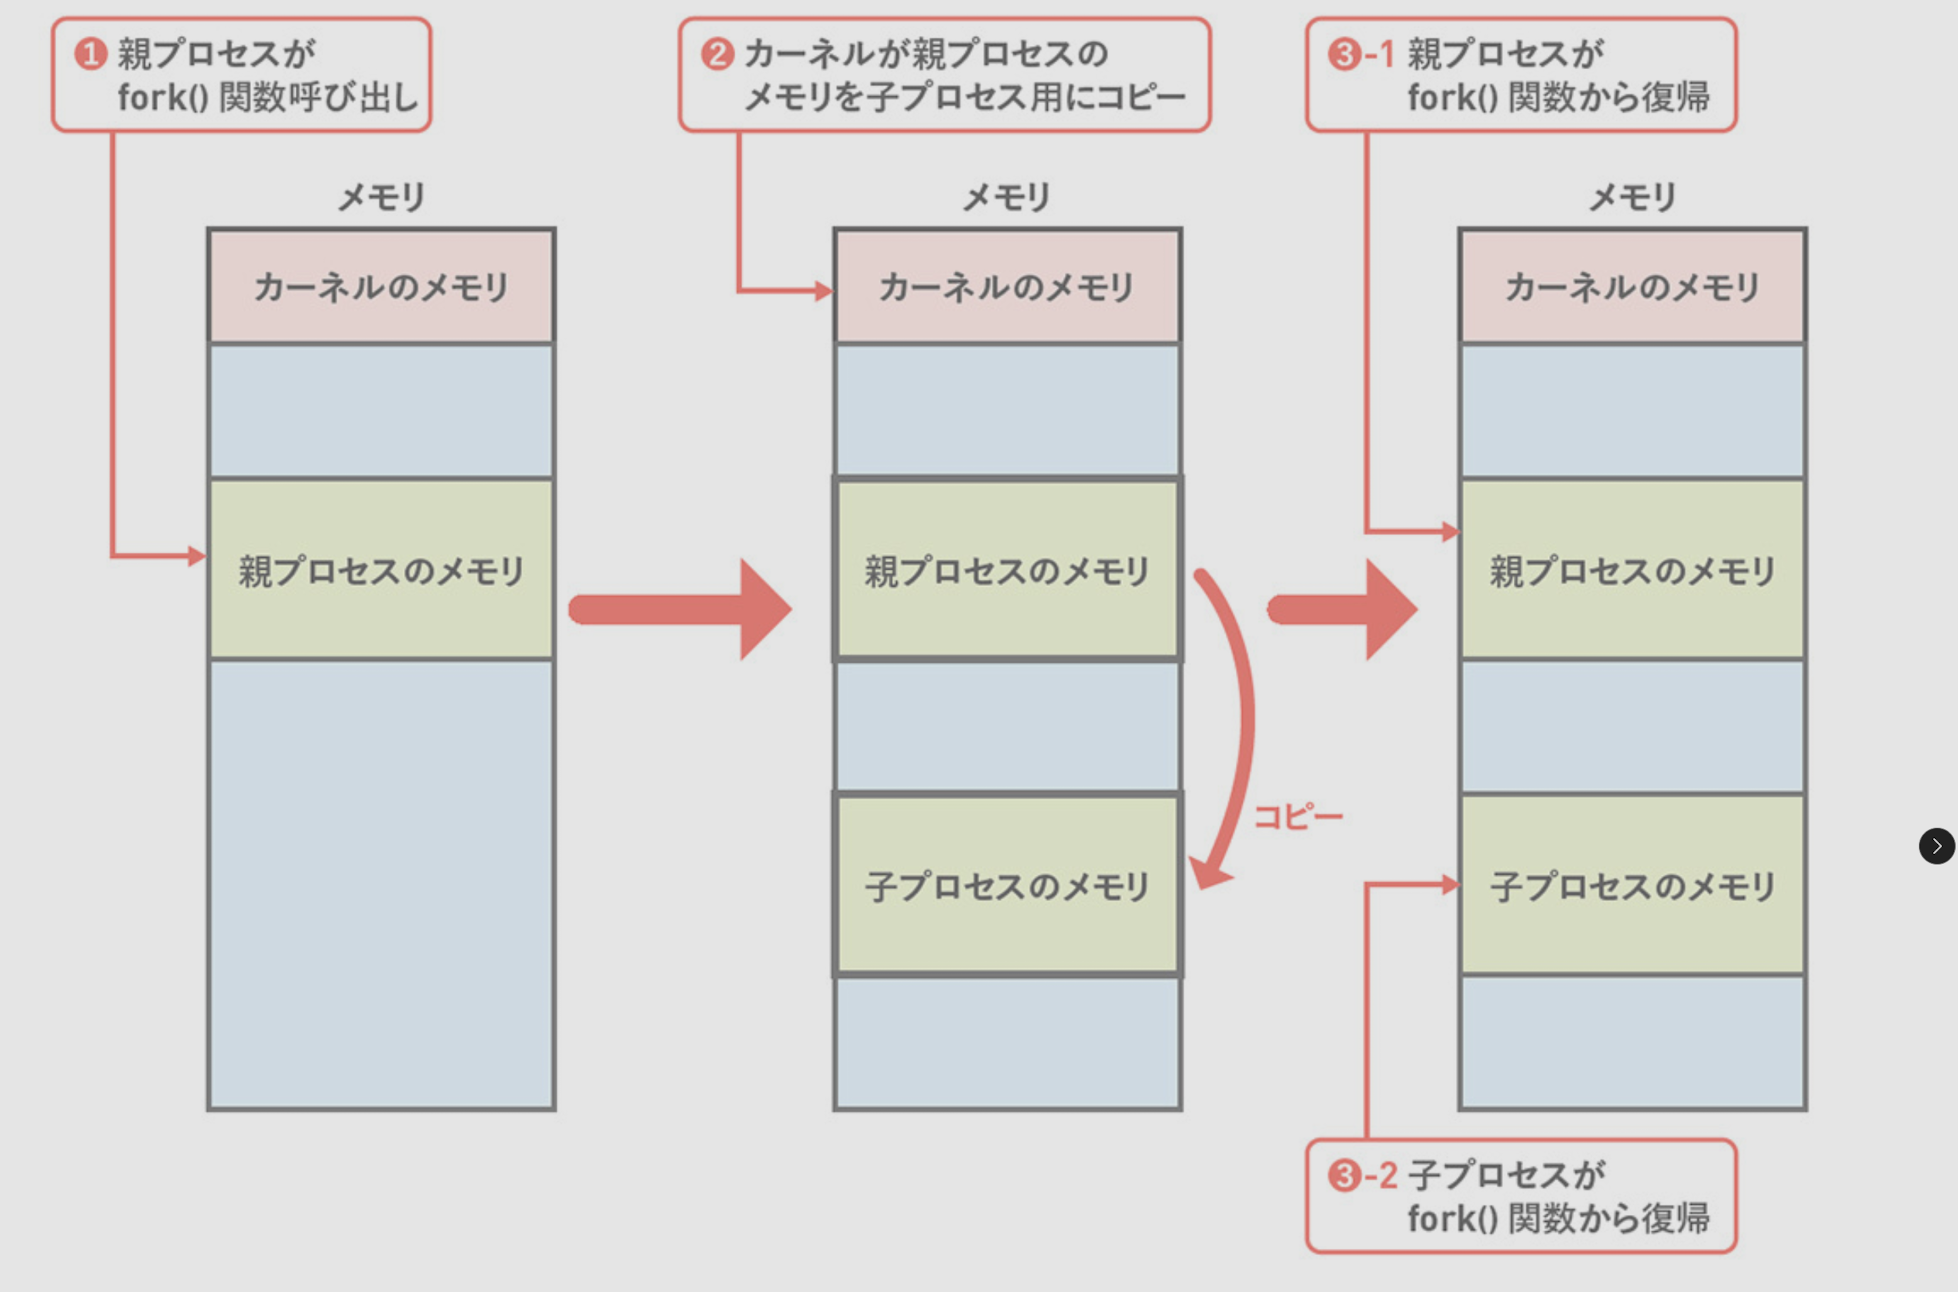 ❶ 親プロセスが
fork() 関数呼び出し
❷ カーネルが親プロセスの
メモリを子プロセス用にコピー
❸-1 親プロセスが
fork() 関数から復帰
メモリ
カーネルのメモリ
親プロセスのメモリ
メモリ
カーネルのメモリ
親プロセスのメモリ
コピー
子プロセスのメモリ
メモリ
カーネルのメモリ
親プロセスのメモリ
子プロセスのメモリ
❸-2 子プロセスが
fork() 関数から復帰